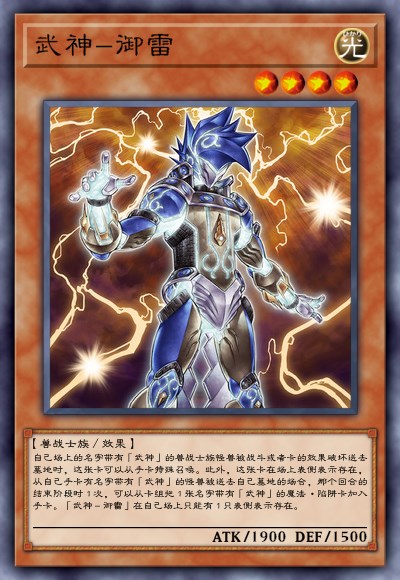 武神－御雷
ひかり
光
【兽战士族／效果】
自己场上的名字带有「武神」的兽战士族怪兽被战斗或者卡的效果破坏送去
墓地时，这张卡可以从手卡特殊召唤。此外，这张卡在场上表侧表示存在，
从自己手卡有名字带有「武神」的怪兽被送去自己墓地的场合，那个回合的
结束阶段时1次，可以从卡组把1张名字带有「武神」的魔法·陷阱卡加入
手卡。「武神－御雷」在自己场上只能有1只表侧表示存在。
ATK/1900 DEF/1500